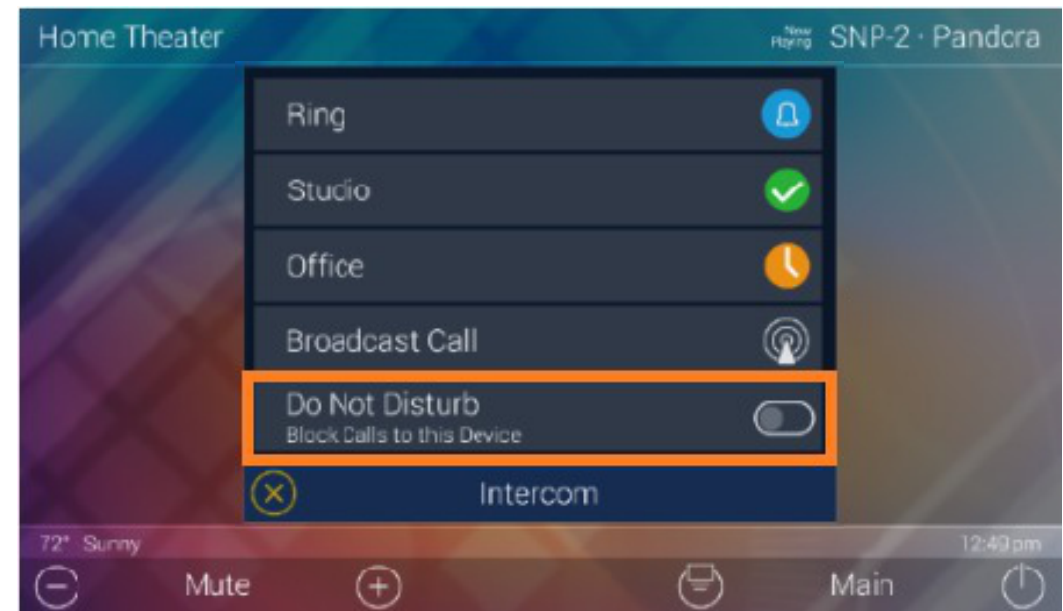 Home Theater
Now Playing SNP-2 · Pandora
Ring
Studio
Office
Broadcast Call
Do Not Disturb
Block Calls to this Device
Intercom
72° Sunny
12:49 pm
Mute
Main